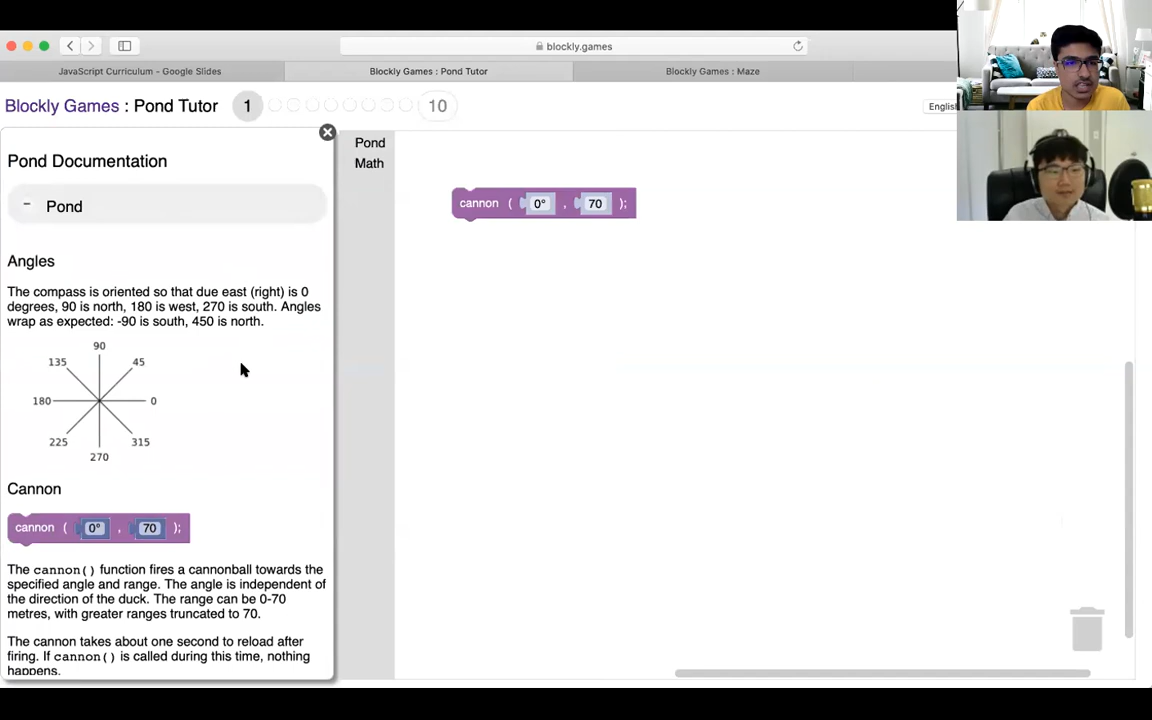 blockly.games
JavaScript Curriculum - Google Slides
Blockly Games : Pond Tutor
Blockly Games : Maze
Blockly Games : Pond Tutor 1 10
English
Pond Documentation
− Pond
Angles
The compass is oriented so that due east (right) is 0
degrees, 90 is north, 180 is west, 270 is south. Angles
wrap as expected: -90 is south, 450 is north.
90
135 45
180 0
225 315
270
Cannon
cannon ( 0° , 70 );
The cannon() function fires a cannonball towards the
specified angle and range. The angle is independent of
the direction of the duck. The range can be 0-70
metres, with greater ranges truncated to 70.
The cannon takes about one second to reload after
firing. If cannon() is called during this time, nothing
happens.
Pond
Math
cannon ( 0° , 70 );